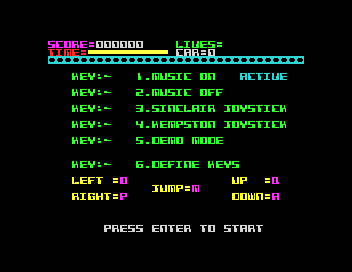 SCORE=000000 LIVES=
TIME= CAR=0
KEY:~ 1.MUSIC ON ACTIVE
KEY:~ 2.MUSIC OFF
KEY:~ 3.SINCLAIR JOYSTICK
KEY:~ 4.KEMPSTON JOYSTICK
KEY:~ 5.DEMO MODE
KEY:~ 6.DEFINE KEYS
LEFT =O JUMP=M UP =Q
RIGHT=P DOWN=A
PRESS ENTER TO START